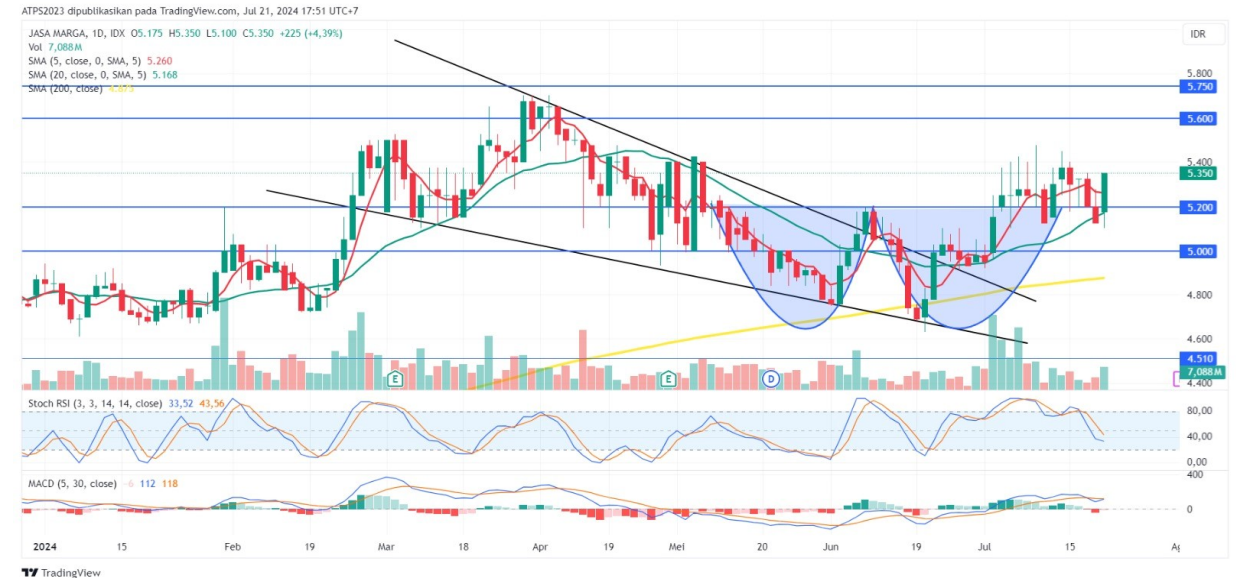 ATPS2023 dipublikasikan pada TradingView.com, Jul 21, 2024 17:51 UTC+7
JASA MARGA, 1D, IDX O5.175 H5.350 L5.100 C5.350 +225 (+4,39%)
IDR
Vol 7,088M
SMA (5, close, 0, SMA, 5) 5.260
SMA (20, close, 0, SMA, 5) 5.168
SMA (200, close) 4.875
5.800
5.750
5.600
5.400
5.350
5.200
5.000
4.800
4.600
4.510
7,088M
4.400
E
E
D
Stoch RSI (3, 3, 14, 14, close) 33,52 43,56
80,00
40,00
0,00
MACD (5, 30, close) −6 112 118
400
0
2024 15 Feb 19 Mar 18 Apr 19 Mei 20 Jun 19 Jul 15
TradingView